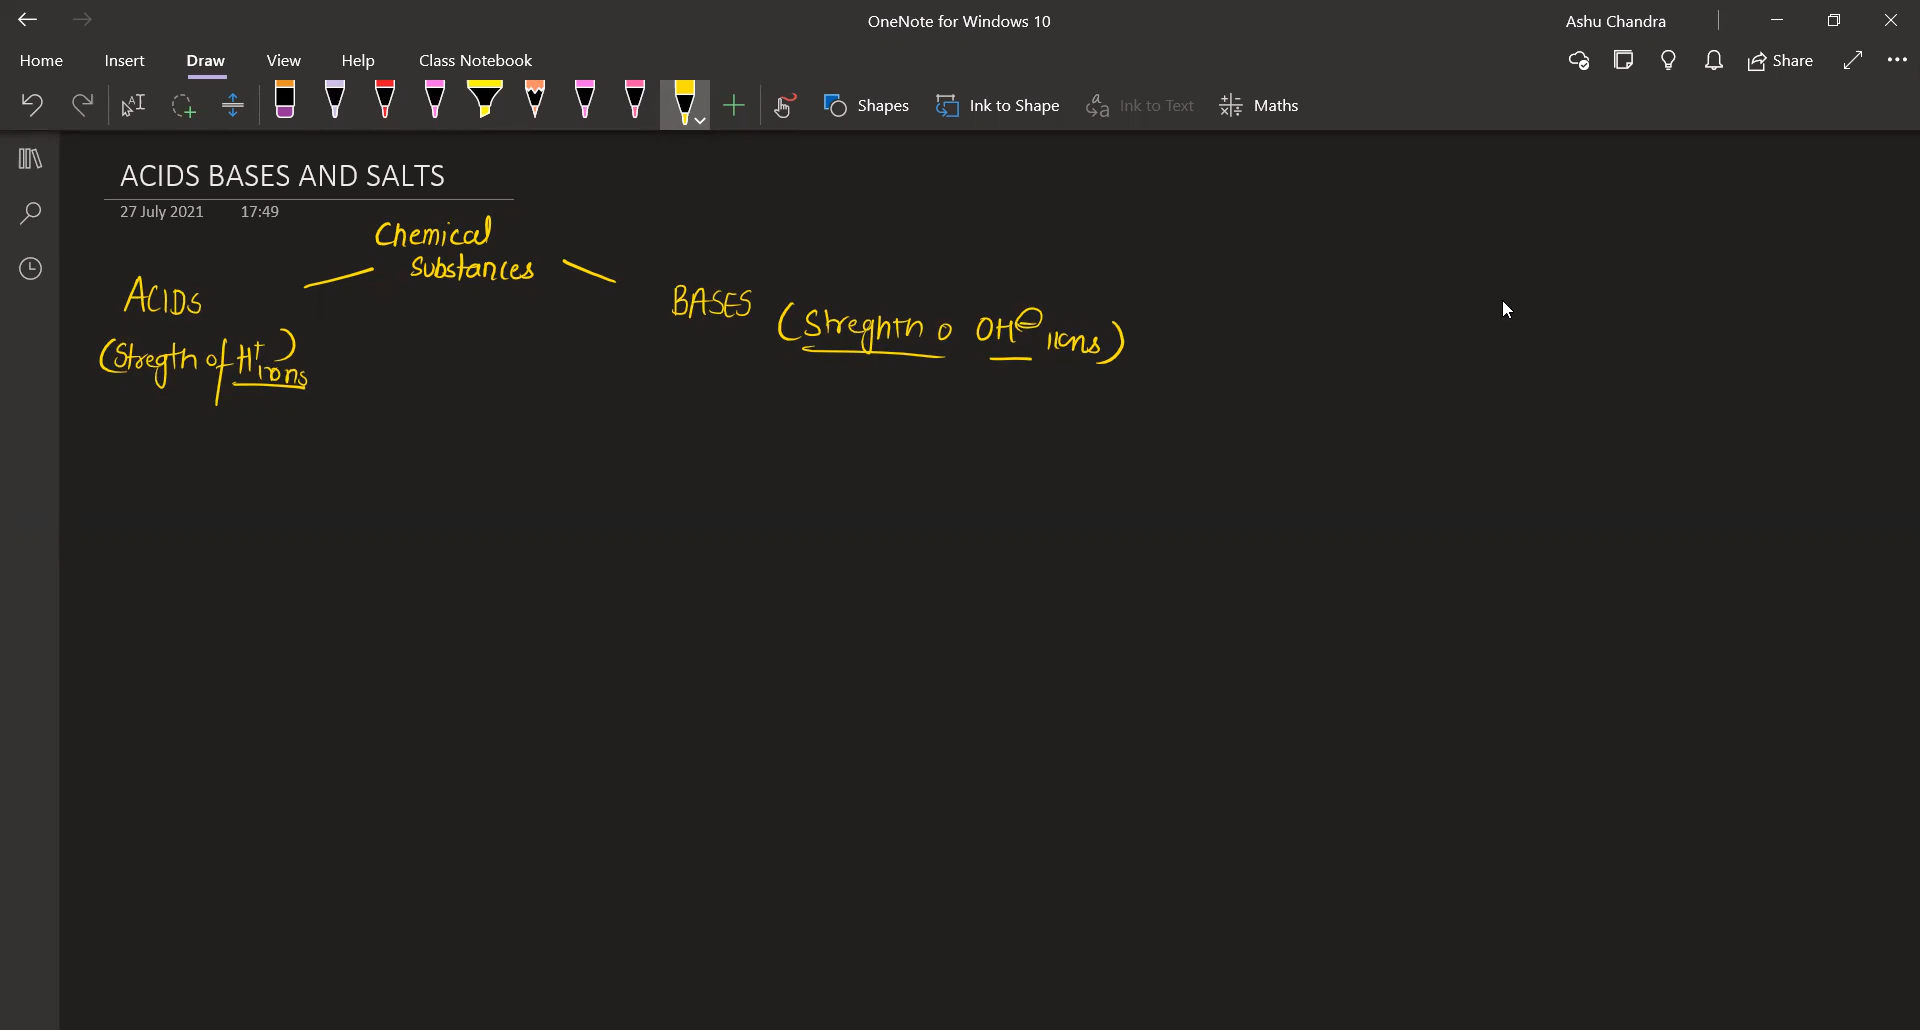 OneNote for Windows 10
Ashu Chandra
Home Insert Draw View Help Class Notebook
Share
Shapes Ink to Shape Ink to Text Maths
ACIDS BASES AND SALTS
27 July 2021 17:49
Chemical
Substances
ACIDS
BASES
(Streghtn o OH⊖ iions)
(Stregth of H+ ions)